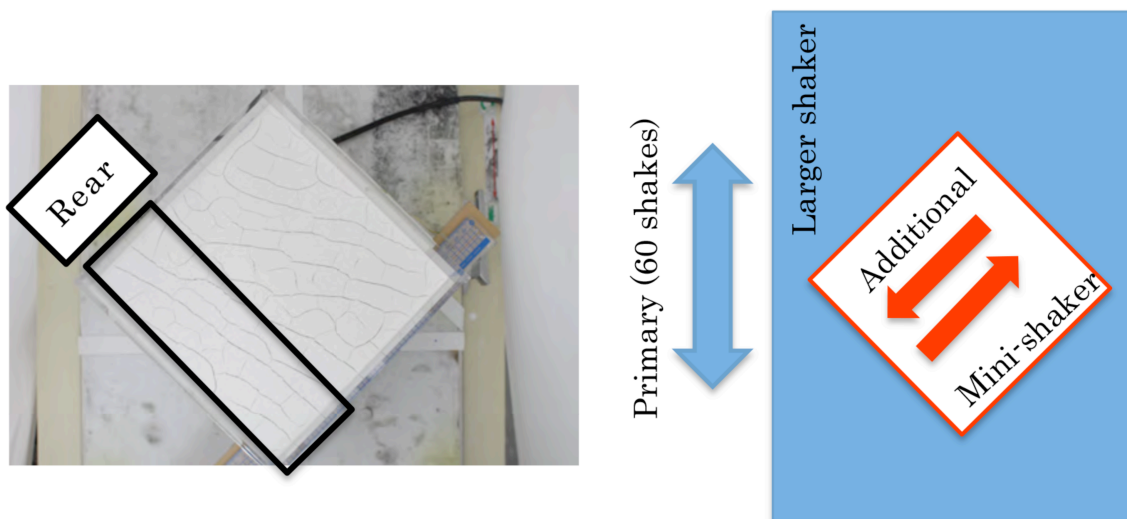 Rear
Primary (60 shakes)
Larger shaker
Additional
Mini-shaker